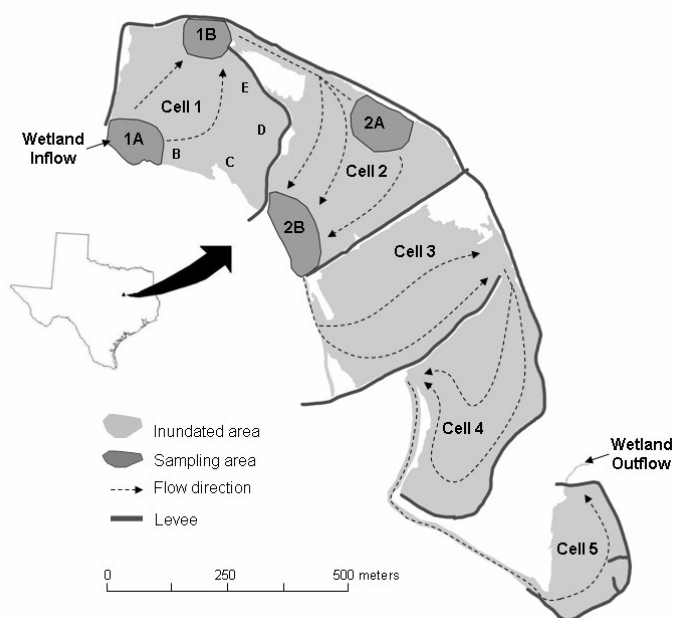 1B
E
Cell 1
2A
Wetland
Inflow
1A
D
B
C
Cell 2
2B
Cell 3
Inundated area
Sampling area
Flow direction
Levee
Cell 4
Wetland
Outflow
Cell 5
0
250
500 meters